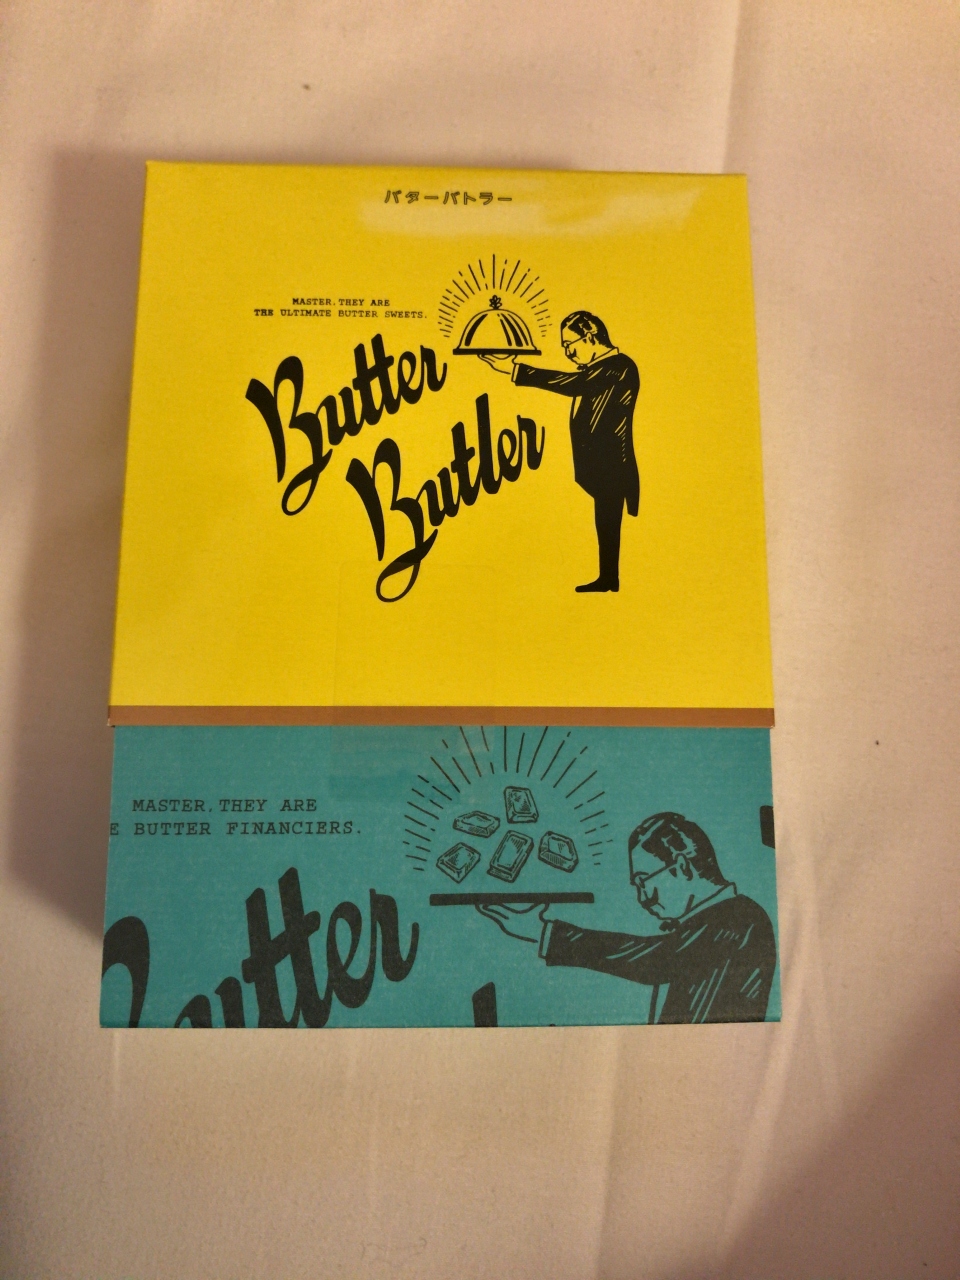 バターバトラー
MASTER, THEY ARE
THE ULTIMATE BUTTER SWEETS.
Butter
Butler
MASTER, THEY ARE
E BUTTER FINANCIERS.
Butter